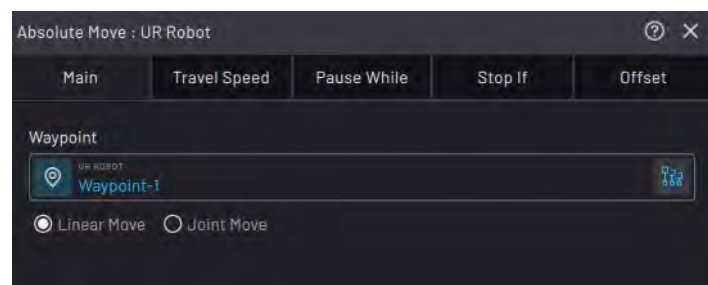 Absolute Move : UR Robot
Main Travel Speed Pause While Stop If Offset
Waypoint
UR ROBOT
Waypoint-1
Linear Move Joint Move